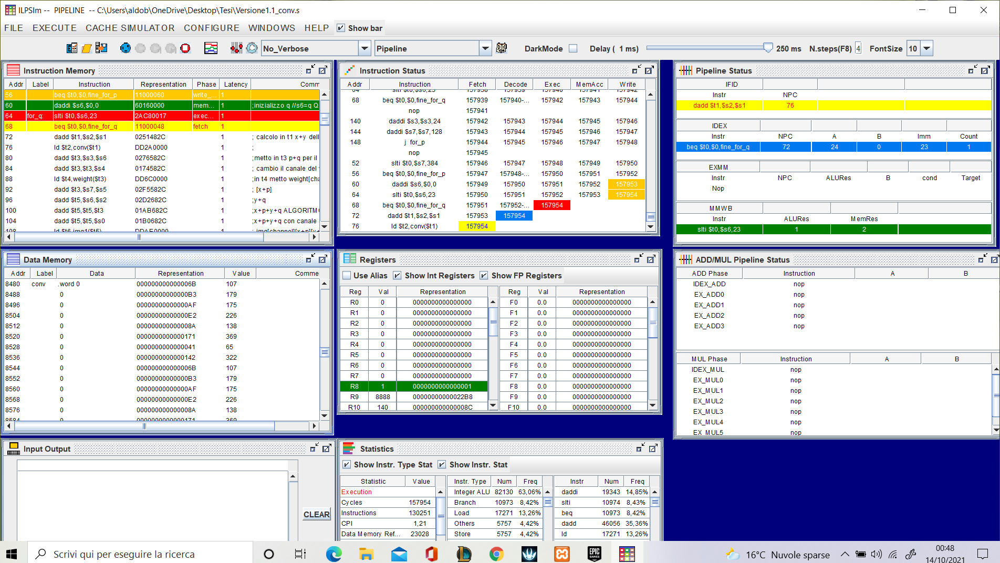 ILPSIm -- PIPELINE -- C:\Users\aldob\OneDrive\Desktop\Tesi\Versione1.1_conv.s
FILE EXECUTE CACHE SIMULATOR CONFIGURE WINDOWS HELP Show bar
No_Verbose Pipeline DarkMode Delay ( 1 ms) 250 ms N.steps(F8) 4 FontSize 10
Instruction Memory
Addr Label Instruction Representation Phase Latency Comm
56 beq $t0,$0,fine_for_p 11000060 write_... 1
60 daddi $s6,$0,0 60160000 mem... 1 ;inizializzo q //s6=q Q
64 for_q: slti $t0,$s6,23 2AC80017 exec... 1
68 beq $t0,$0,fine_for_q 11000048 fetch 1
72 dadd $t1,$s2,$s1 0251482C 1 ; calcolo in t1 x+y dell
76 ld $t2,conv($t1) DD2A0000 1 ;
80 dadd $t3,$s3,$s6 0276582C 1 ;metto in t3 p+q per il
84 dadd $t3,$t3,$s4 0174582C 1 ; cambio il canale del
88 ld $t4,weight($t3) DD6C0000 1 ;in t4 metto weight[cha
92 dadd $t3,$s7,$s5 02F5582C 1 ; [x+p]
96 dadd $t5,$s6,$s2 02D2682C 1 ;y+q
100 dadd $t5,$t5,$t3 01AB682C 1 ;x+p+y+q ALGORITM
104 dadd $t5,$t5,$s0 01B0682C 1 ;x+p+y+q con canale
108 ld $t6,img1($t5) DDAE0000 1 ; img[channel][x+p][y+
Instruction Status
Addr Instruction Fetch Decode Exec MemAcc Write
64 slti $t0,$s6,23 157938 157939 157940 157941 157942
68 beq $t0,$0,fine_for_q 157939 157940-... 157942 157943 157944
nop 157941
140 daddi $s3,$s3,24 157942 157943 157944 157945 157946
144 daddi $s7,$s7,128 157943 157944 157945 157946 157947
148 j for_p 157944 157945 157946 157947 157948
nop 157945
52 slti $t0,$s7,384 157946 157947 157948 157949 157950
56 beq $t0,$0,fine_for_p 157947 157948-... 157950 157951 157952
60 daddi $s6,$0,0 157949 157950 157951 157952 157953
64 slti $t0,$s6,23 157950 157951 157952 157953 157954
68 beq $t0,$0,fine_for_q 157951 157952-... 157954
72 dadd $t1,$s2,$s1 157953 157954
76 ld $t2,conv($t1) 157954
Pipeline Status
IFID
Instr NPC
dadd $t1,$s2,$s1 76
IDEX
Instr NPC A B Imm Count
beq $t0,$0,fine_for_q 72 24 0 23 1
EXMM
Instr NPC ALURes B cond Target
Nop
MMWB
Instr ALURes MemRes
slti $t0,$s6,23 1 2
Data Memory
Addr Label Data Representation Value Comme
8480 conv .word 0 000000000000006B 107
8488 0 00000000000000B3 179
8496 0 00000000000000AF 175
8504 0 00000000000000E2 226
8512 0 000000000000008A 138
8520 0 0000000000000171 369
8528 0 0000000000000041 65
8536 0 0000000000000142 322
8544 0 000000000000006B 107
8552 0 00000000000000B3 179
8560 0 00000000000000AF 175
8568 0 00000000000000E2 226
8576 0 000000000000008A 138
8584 0 0000000000000171 369
Registers
Use Alias Show Int Registers Show FP Registers
Reg Val Representation Reg Val Representation
R0 0 0000000000000000 F0 0.0 0000000000000000
R1 0 0000000000000000 F1 0.0 0000000000000000
R2 0 0000000000000000 F2 0.0 0000000000000000
R3 0 0000000000000000 F3 0.0 0000000000000000
R4 0 0000000000000000 F4 0.0 0000000000000000
R5 0 0000000000000000 F5 0.0 0000000000000000
R6 0 0000000000000000 F6 0.0 0000000000000000
R7 0 0000000000000000 F7 0.0 0000000000000000
R8 1 0000000000000001 F8 0.0 0000000000000000
R9 8888 00000000000022B8 F9 0.0 0000000000000000
R10 140 000000000000008C F10 0.0 0000000000000000
ADD/MUL Pipeline Status
ADD Phase Instruction A B
IDEX_ADD nop
EX_ADD0 nop
EX_ADD1 nop
EX_ADD2 nop
EX_ADD3 nop
MUL Phase Instruction A B
IDEX_MUL nop
EX_MUL0 nop
EX_MUL1 nop
EX_MUL2 nop
EX_MUL3 nop
EX_MUL4 nop
EX_MUL5 nop
Input Output
CLEAR
Statistics
Show Instr. Type Stat Show Instr. Stat
Statistic Value Instr. Type Num Freq Instr Num Freq
Execution Integer ALU 82130 63,06% daddi 19343 14,85%
Cycles 157954 Branch 10973 8,42% slti 10974 8,43%
Instructions 130251 Load 17271 13,26% beq 10973 8,42%
CPI 1,21 Others 5757 4,42% dadd 46056 35,36%
Data Memory Ref... 23028 Store 5757 4,42% ld 17271 13,26%
Scrivi qui per eseguire la ricerca
EPIC GAMES
16°C Nuvole sparse
00:48
14/10/2021